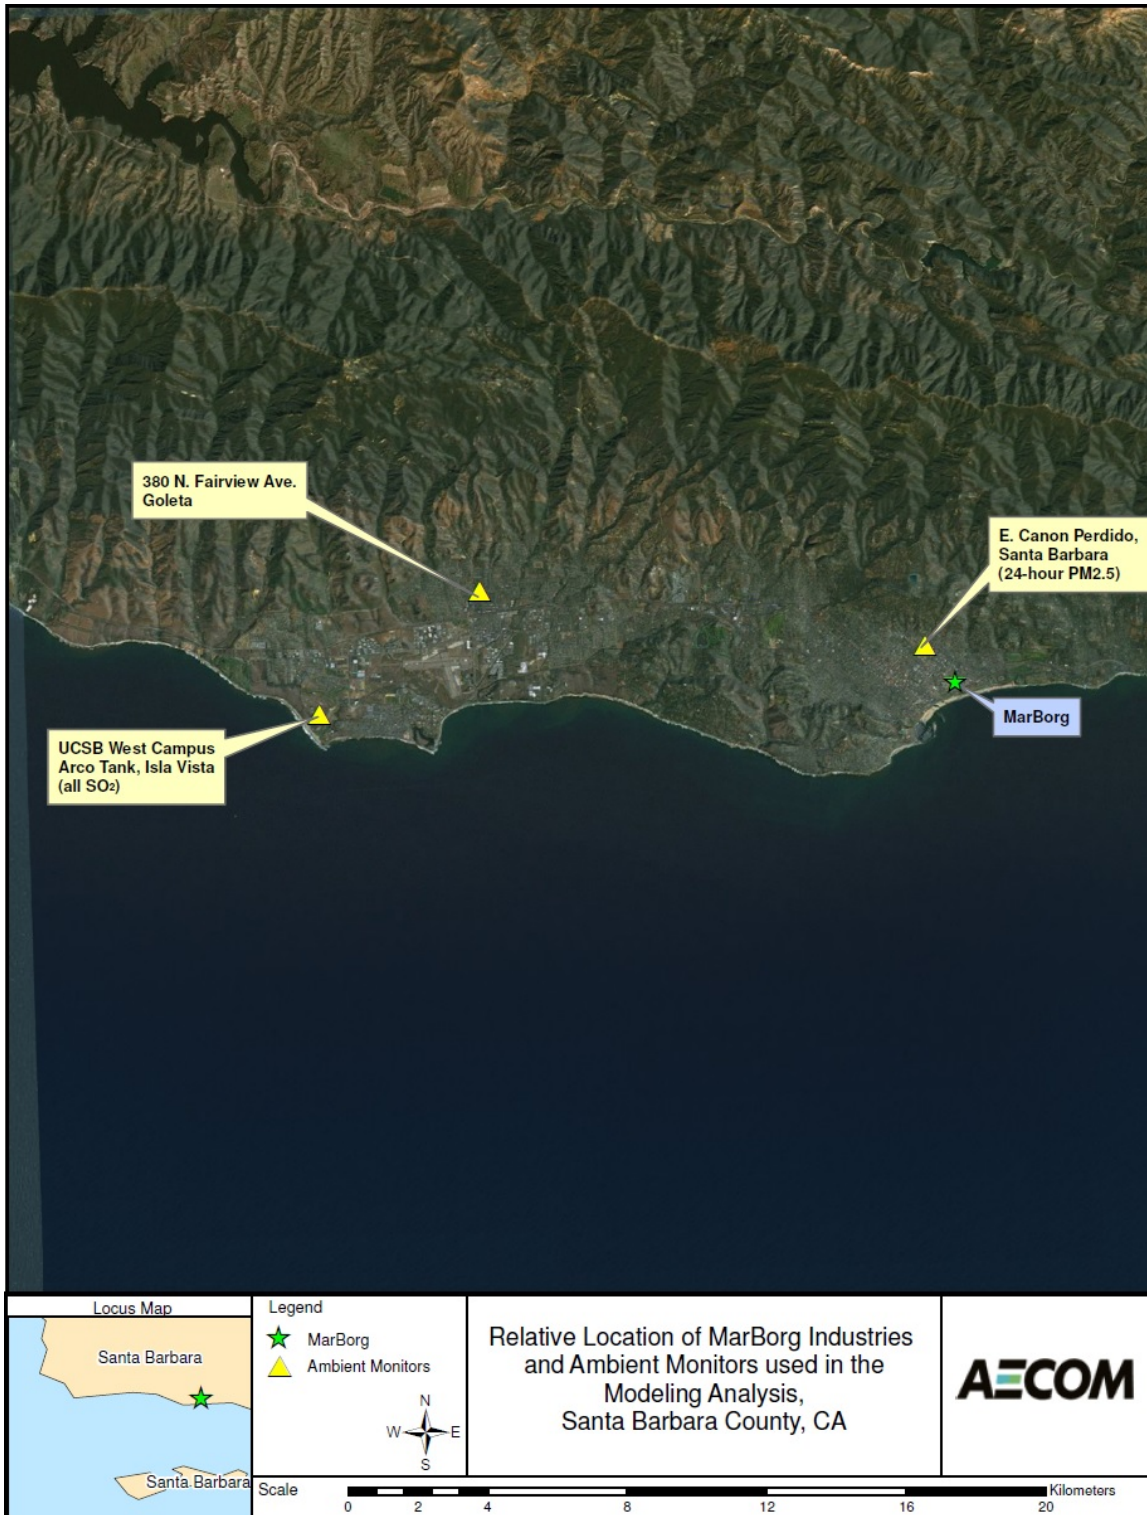 380 N. Fairview Ave.
Goleta
E. Canon Perdido,
Santa Barbara
(24-hour PM2.5)
MarBorg
UCSB West Campus
Arco Tank, Isla Vista
(all SO₂)
Locus Map
Santa Barbara
Santa Barbara
Legend
MarBorg
Ambient Monitors
N
W E
S
Relative Location of MarBorg Industries
and Ambient Monitors used in the
Modeling Analysis,
Santa Barbara County, CA
AECOM
Scale
Kilometers
0 2 4 8 12 16 20